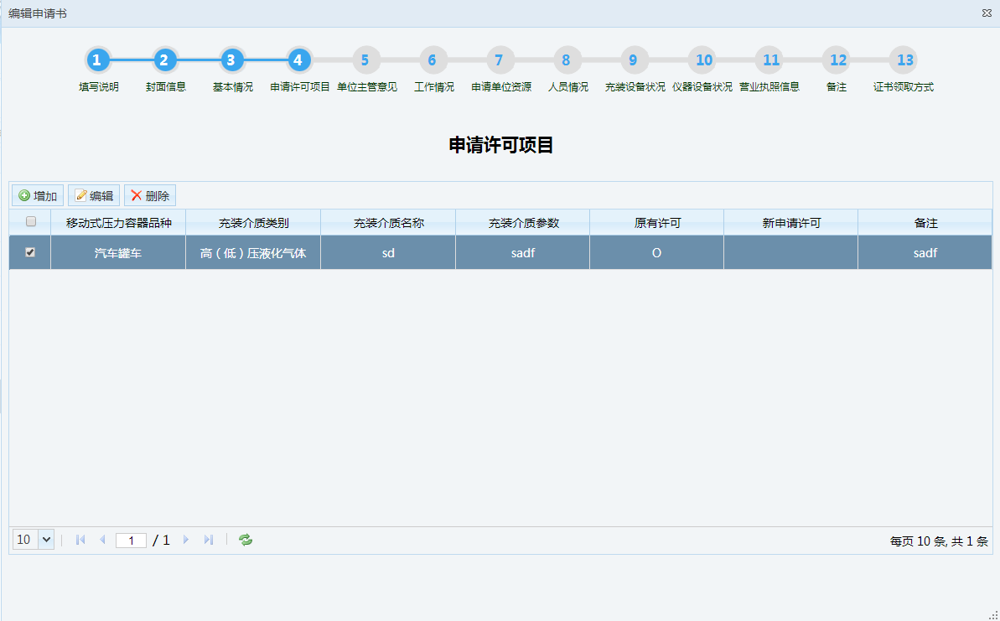 编辑申请书
1 2 3 4 5 6 7 8 9 10 11 12 13
填写说明 封面信息 基本情况 申请许可项目 单位主管意见 工作情况 申请单位资源 人员情况 充装设备状况 仪器设备状况 营业执照信息 备注 证书领取方式
申请许可项目
增加 编辑 删除
移动式压力容器品种 充装介质类别 充装介质名称 充装介质参数 原有许可 新申请许可 备注
汽车罐车 高（低）压液化气体 sd sadf O sadf
10 1 / 1 每页 10 条, 共 1 条